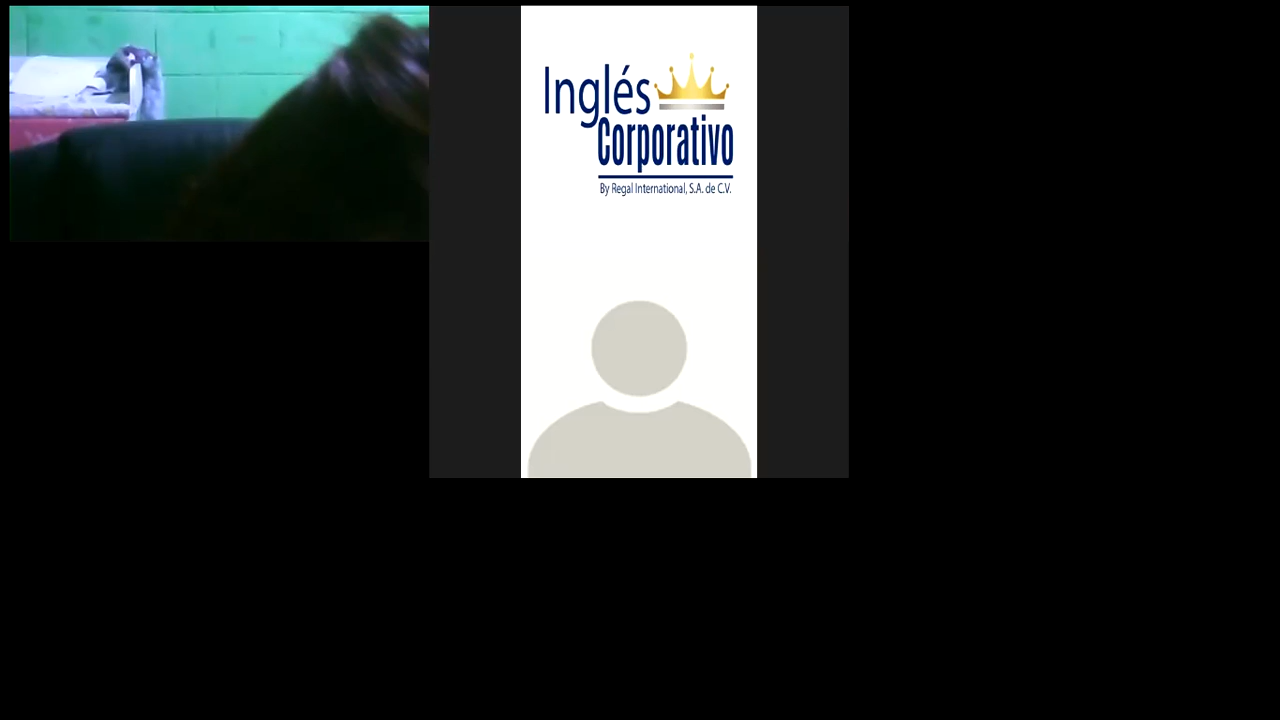 Inglés
Corporativo
By Regal International, S.A. de C.V.